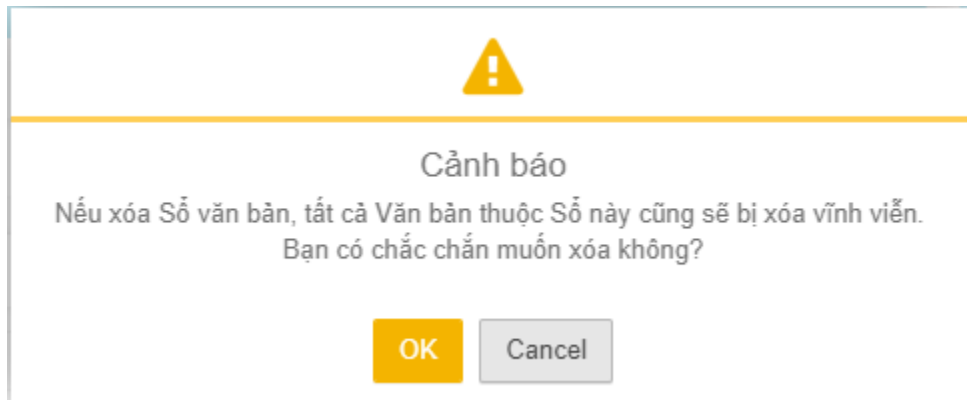 Cảnh báo
Nếu xóa Sổ văn bản, tất cả Văn bản thuộc Sổ này cũng sẽ bị xóa vĩnh viễn.
Bạn có chắc chắn muốn xóa không?
OK Cancel